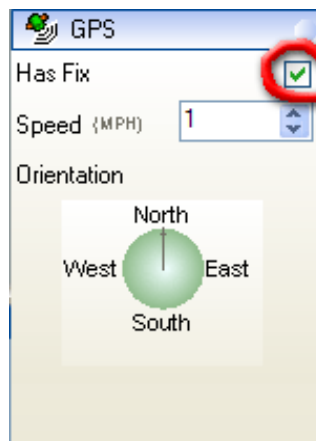 GPS
Has Fix
Speed (MPH) 1
Orientation
North
West East
South